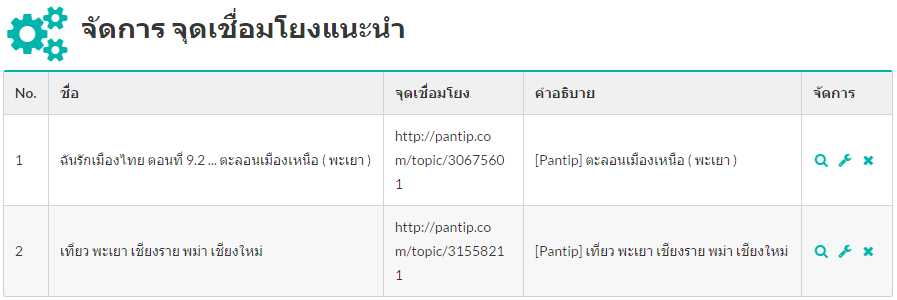 จัดการ จุดเชื่อมโยงแนะนำ
No. ชื่อ จุดเชื่อมโยง คำอธิบาย จัดการ
1 ฉันรักเมืองไทย ตอนที่ 9.2 ... ตะลอนเมืองเหนือ ( พะเยา ) http://pantip.co
m/topic/3067560
1
[Pantip] ตะลอนเมืองเหนือ ( พะเยา )
2 เที่ยว พะเยา เชียงราย พม่า เชียงใหม่ http://pantip.co
m/topic/3155821
1
[Pantip] เที่ยว พะเยา เชียงราย พม่า เชียงใหม่